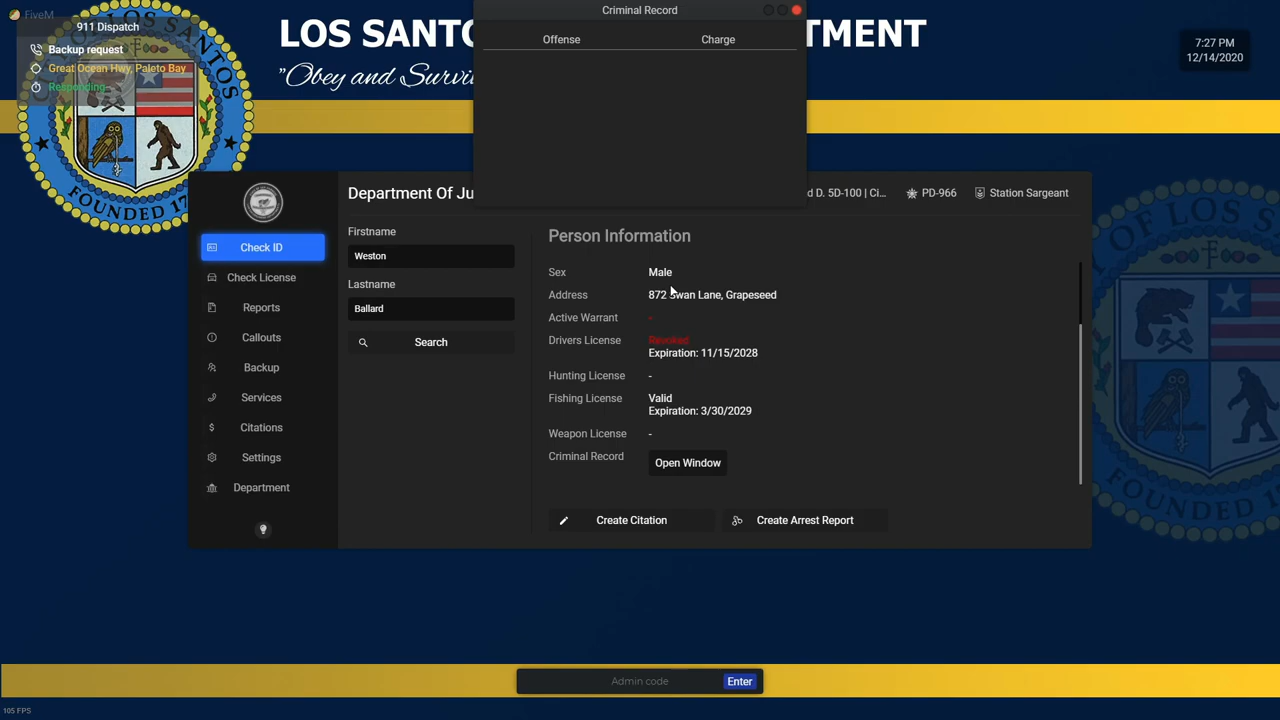 FiveM
911 Dispatch
Backup request
Great Ocean Hwy, Paleto Bay
Responding
LOS SANTO
TMENT
"Obey and Surviv
7:27 PM
12/14/2020
Criminal Record
Offense Charge
FOUNDED 17
Department Of Ju
d D. 5D-100 | Ci... PD-966 Station Sargeant
Check ID
Check License
Reports
Callouts
Backup
Services
Citations
Settings
Department
Firstname
Weston
Lastname
Ballard
Search
Person Information
Sex Male
Address 872 Swan Lane, Grapeseed
Active Warrant -
Drivers License Revoked
Expiration: 11/15/2028
Hunting License -
Fishing License Valid
Expiration: 3/30/2029
Weapon License -
Criminal Record Open Window
Create Citation Create Arrest Report
Admin code Enter
105 FPS